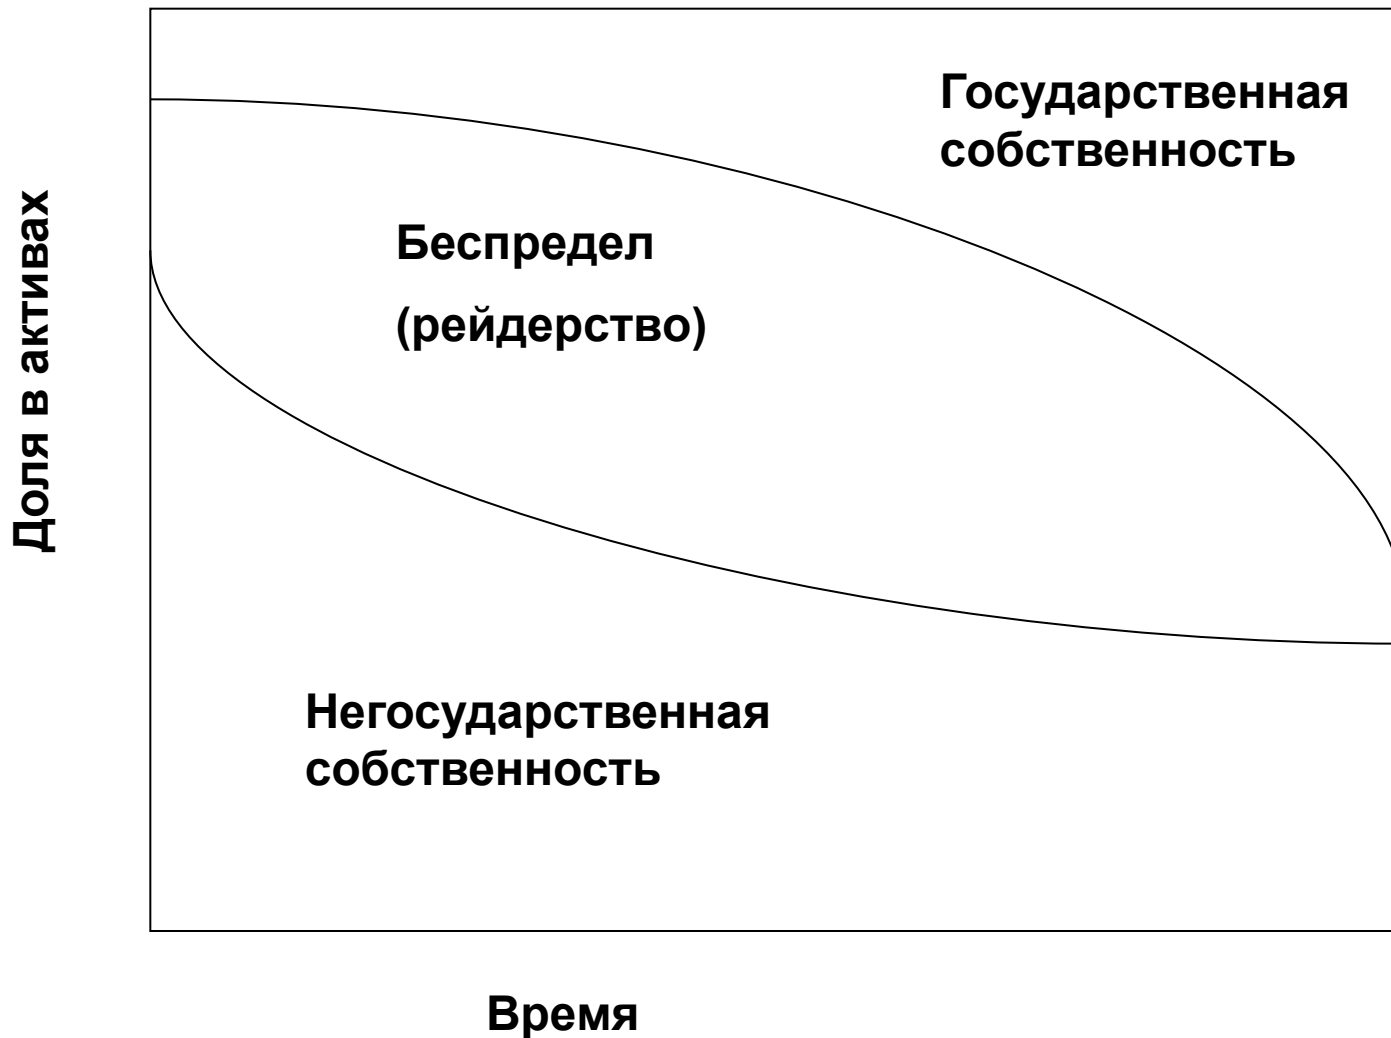 Государственная
собственность
Беспредел
(рейдерство)
Доля в активах
Негосударственная
собственность
Время